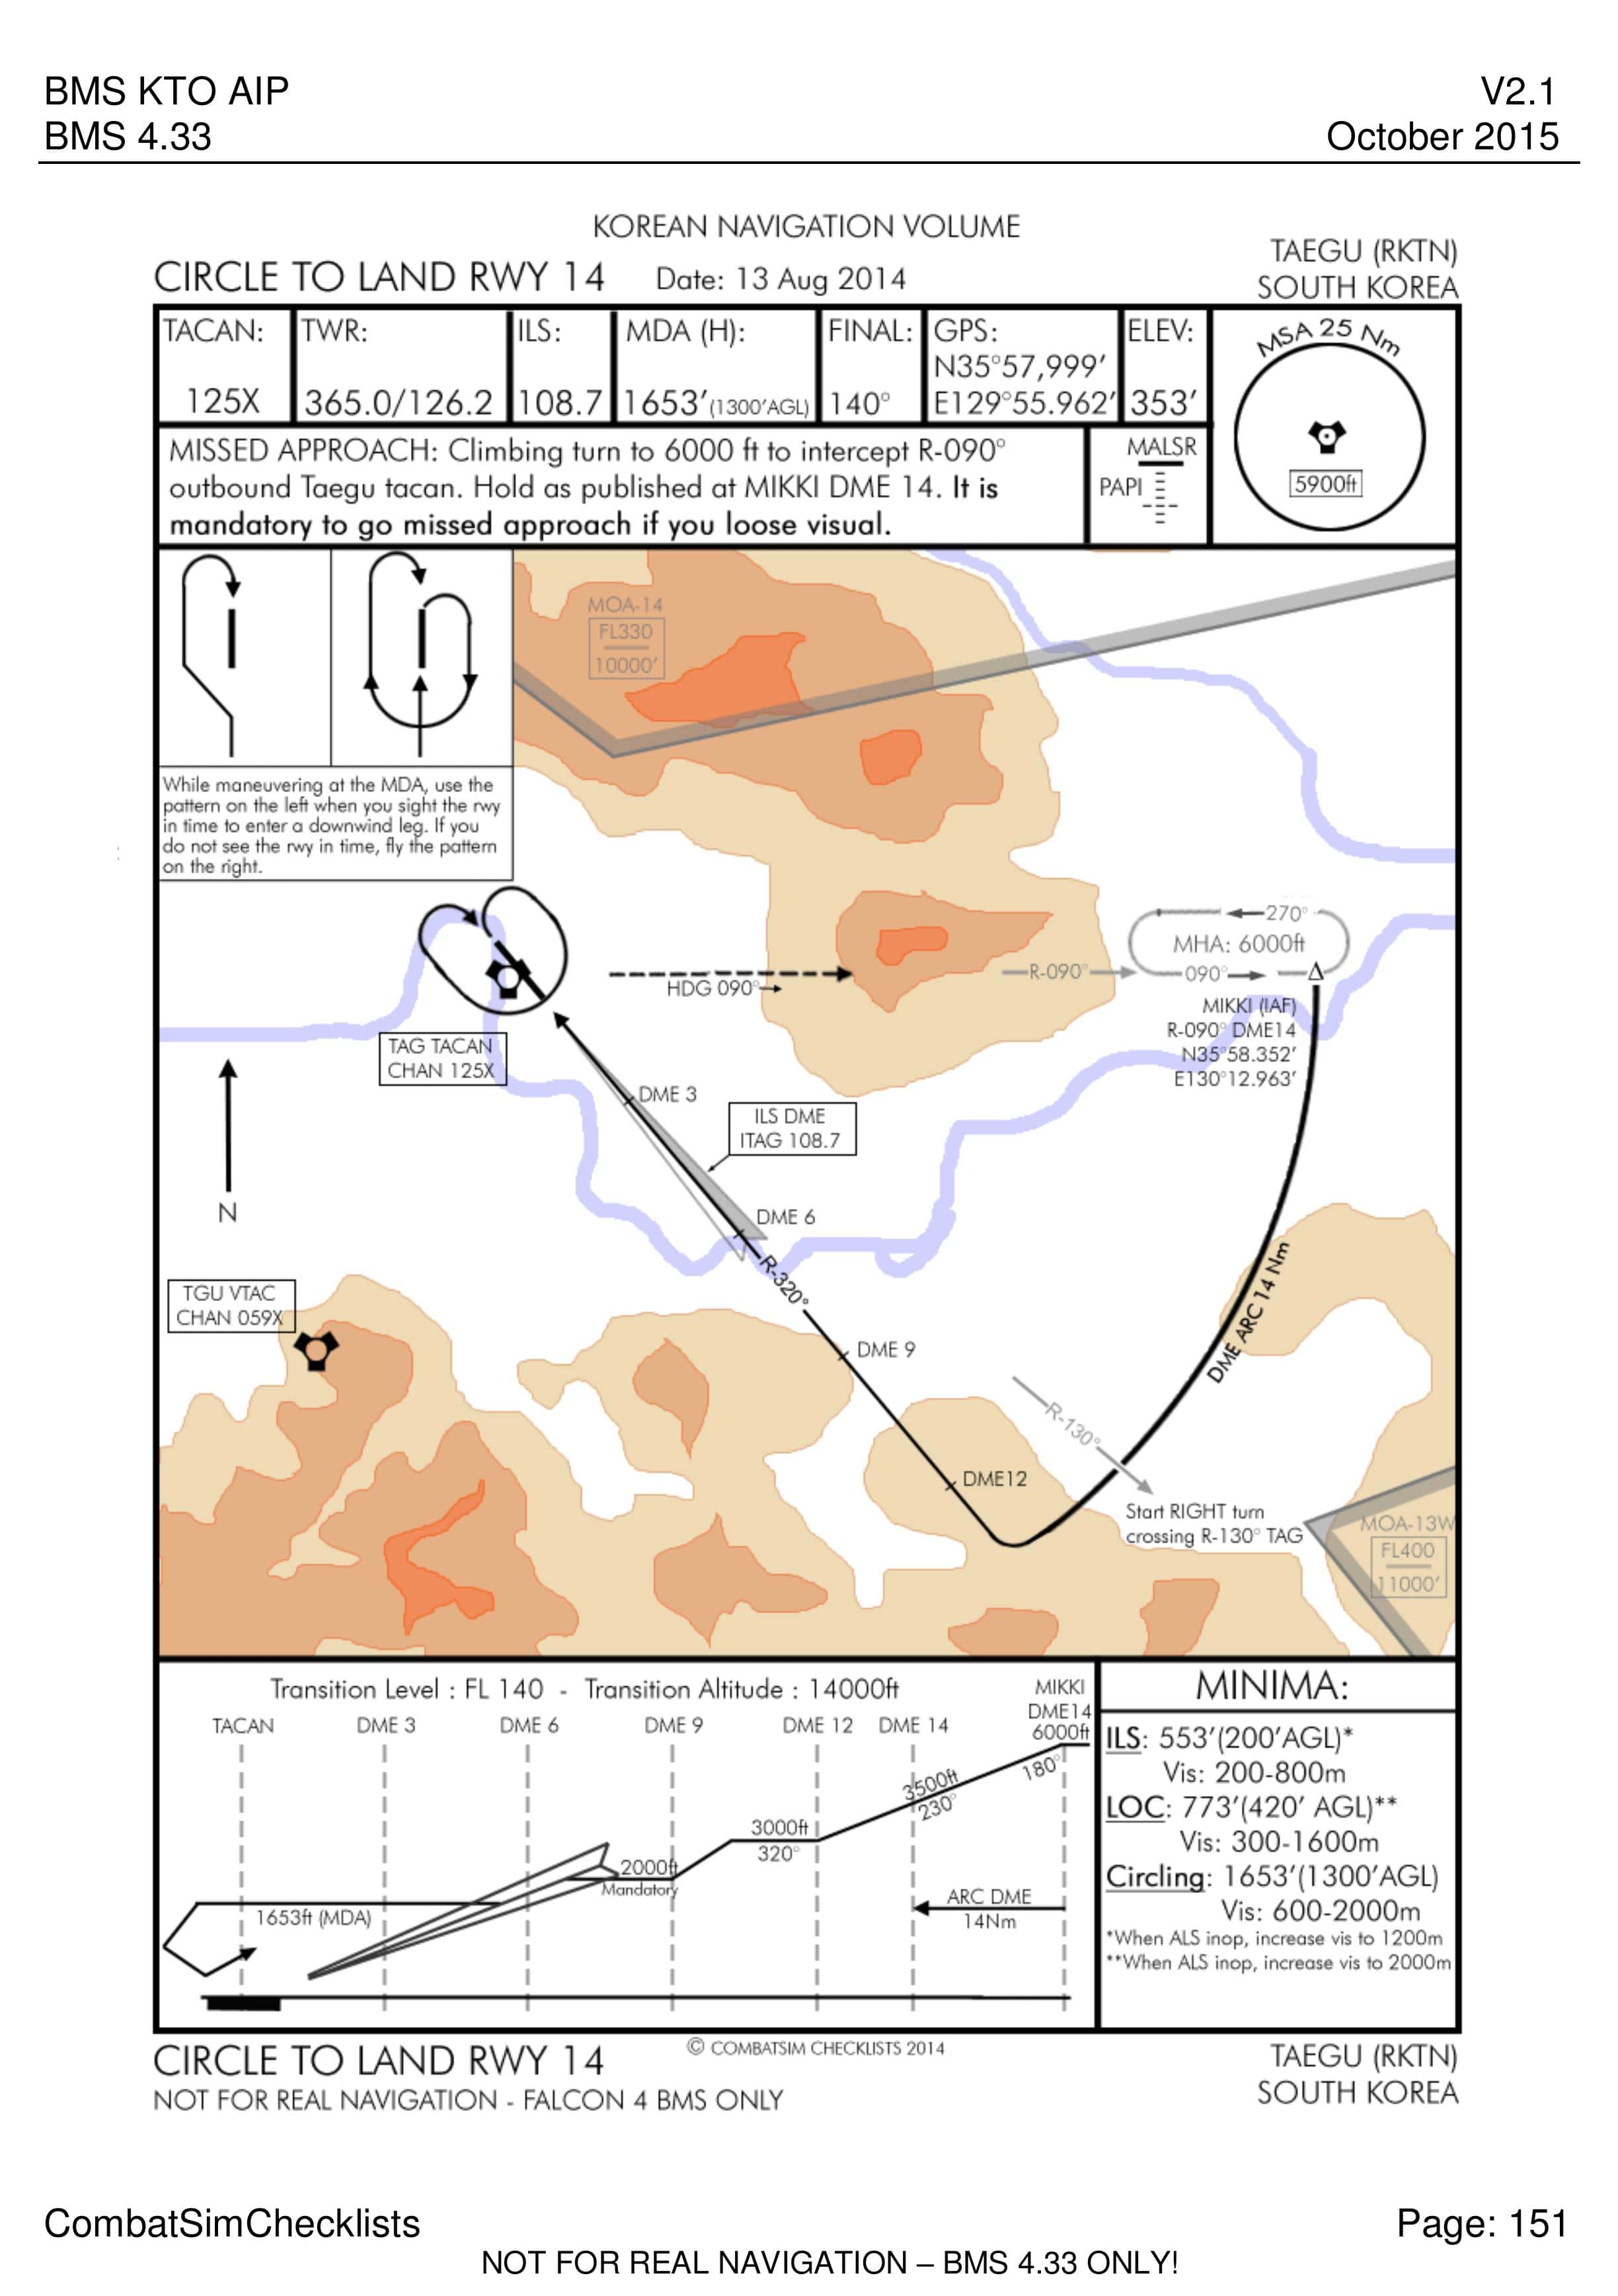 BMS KTO AIP
V2.1
BMS 4.33
October 2015
KOREAN NAVIGATION VOLUME
CIRCLE TO LAND RWY 14
Date: 13 Aug 2014
TAEGU (RKTN)
SOUTH KOREA
TACAN:
125X
TWR:
365.0/126.2
ILS:
108.7
MDA (H):
1653'(1300'AGL)
FINAL:
140°
GPS:
N35°57,999'
E129°55.962'
ELEV:
353'
MSA 25 Nm
5900ft
MISSED APPROACH: Climbing turn to 6000 ft to intercept R-090°
outbound Taegu tacan. Hold as published at MIKKI DME 14. It is
mandatory to go missed approach if you loose visual.
MALSR
PAPI
MOA-14
FL330
10000'
While maneuvering at the MDA, use the
pattern on the left when you sight the rwy
in time to enter a downwind leg. If you
do not see the rwy in time, fly the pattern
on the right.
270°
MHA: 6000ft
R-090°
090°
HDG 090°
MIKKI (IAF)
R-090° DME14
N35°58.352'
E130°12.963'
TAG TACAN
CHAN 125X
DME 3
ILS DME
ITAG 108.7
N
DME 6
R-320°
TGU VTAC
CHAN 059X
DME 9
DME ARC 14 Nm
R-130°
DME12
Start RIGHT turn
crossing R-130° TAG
MOA-13W
FL400
11000'
Transition Level : FL 140 - Transition Altitude : 14000ft
TACAN
DME 3
DME 6
DME 9
DME 12
DME 14
MIKKI
DME14
6000ft
180°
3500ft
230°
3000ft
320°
2000ft
Mandatory
1653ft (MDA)
ARC DME
14Nm
MINIMA:
ILS: 553'(200'AGL)*
Vis: 200-800m
LOC: 773'(420' AGL)**
Vis: 300-1600m
Circling: 1653'(1300'AGL)
Vis: 600-2000m
*When ALS inop, increase vis to 1200m
**When ALS inop, increase vis to 2000m
CIRCLE TO LAND RWY 14
© COMBATSIM CHECKLISTS 2014
TAEGU (RKTN)
NOT FOR REAL NAVIGATION - FALCON 4 BMS ONLY
SOUTH KOREA
CombatSimChecklists
Page: 151
NOT FOR REAL NAVIGATION – BMS 4.33 ONLY!